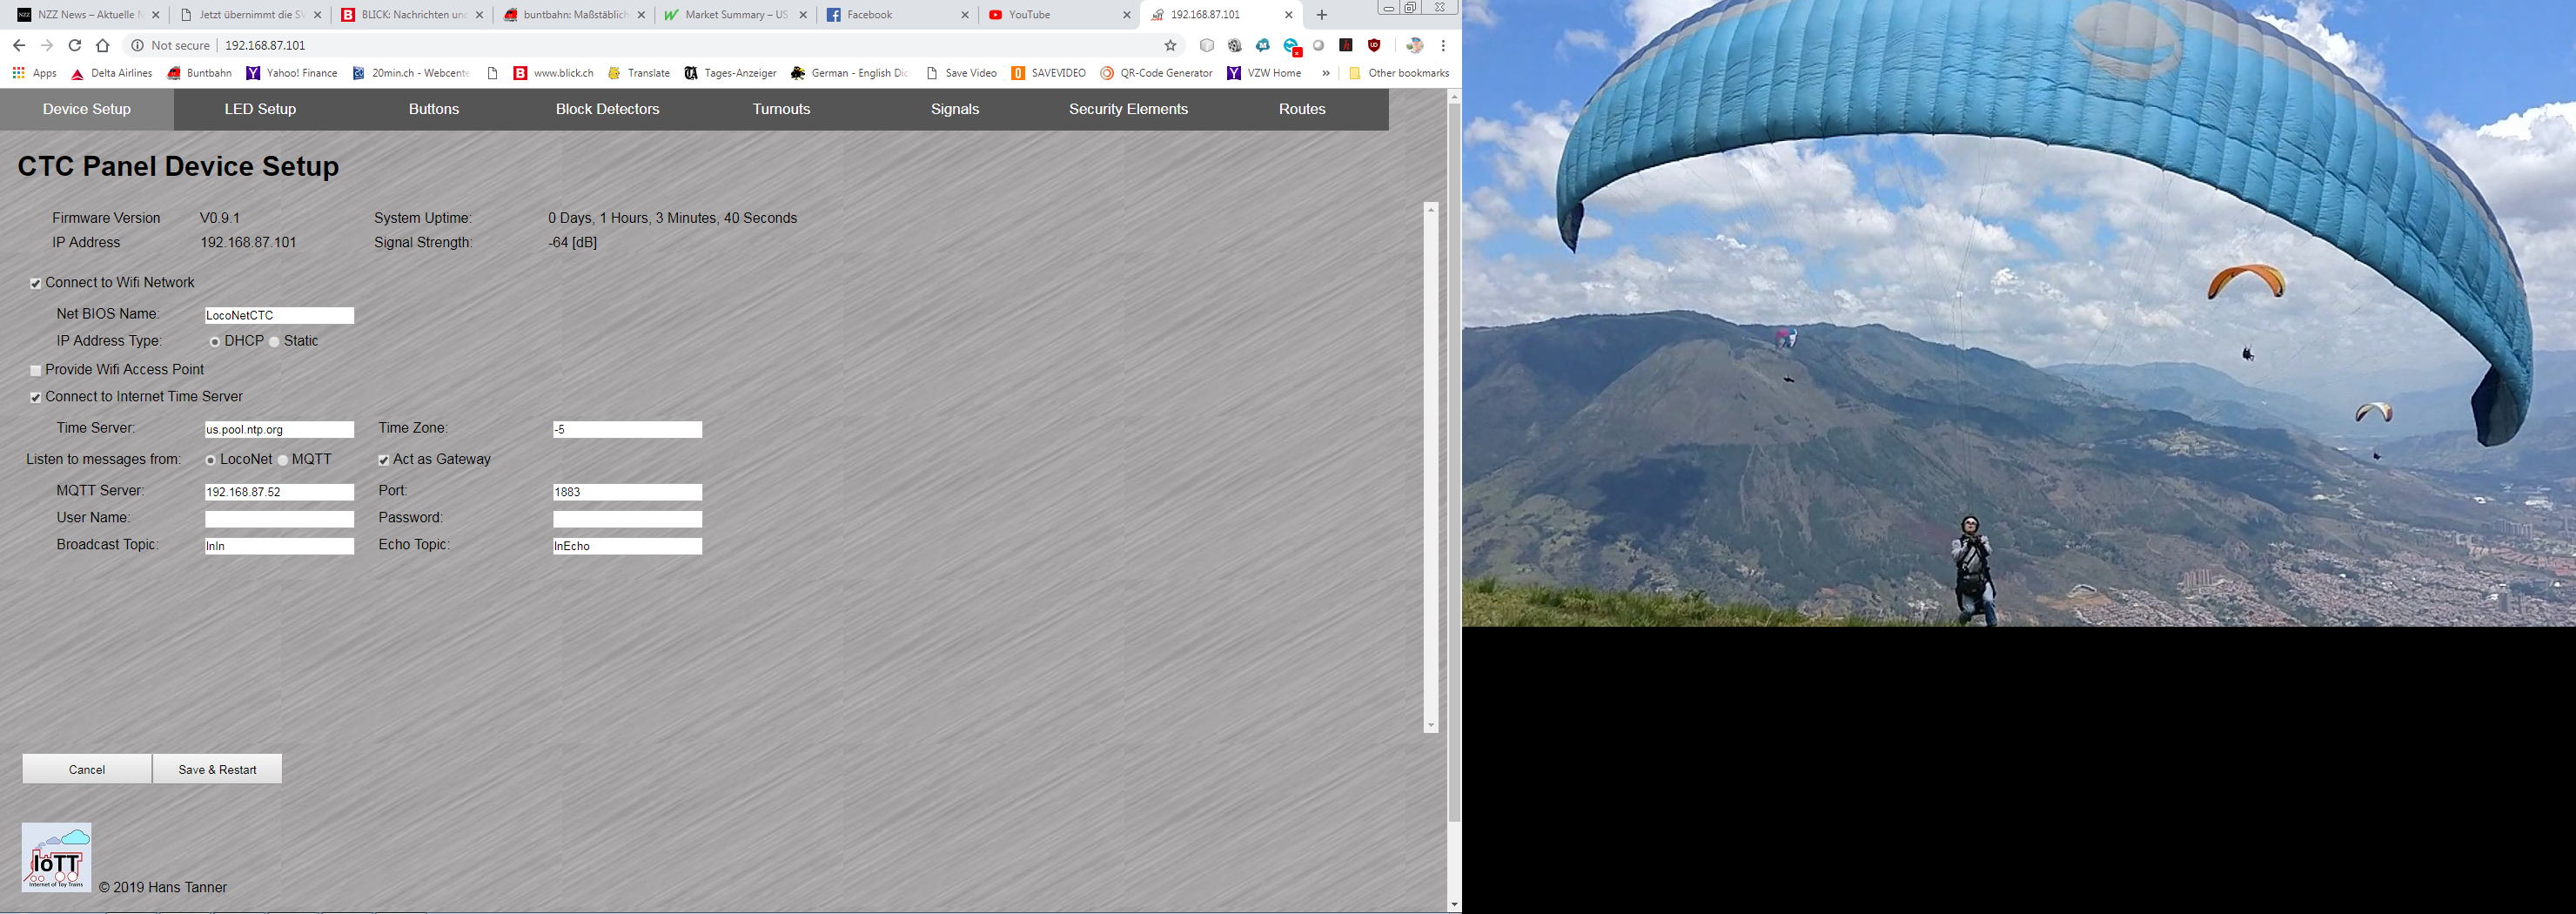 NZZ News – Aktuelle N
Jetzt übernimmt die SV
BLICK: Nachrichten und
buntbahn: Maßstäblich
Market Summary – US
Facebook
YouTube
192.168.87.101
Not secure | 192.168.87.101
Apps Delta Airlines Buntbahn Yahoo! Finance 20min.ch - Webcente www.blick.ch Translate Tages-Anzeiger German - English Dic Save Video SAVEVIDEO QR-Code Generator VZW Home » Other bookmarks
Device Setup LED Setup Buttons Block Detectors Turnouts Signals Security Elements Routes
CTC Panel Device Setup
Firmware Version V0.9.1 System Uptime: 0 Days, 1 Hours, 3 Minutes, 40 Seconds
IP Address 192.168.87.101 Signal Strength: -64 [dB]
Connect to Wifi Network
Net BIOS Name: LocoNetCTC
IP Address Type: DHCP Static
Provide Wifi Access Point
Connect to Internet Time Server
Time Server: us.pool.ntp.org Time Zone: -5
Listen to messages from: LocoNet MQTT Act as Gateway
MQTT Server: 192.168.87.52 Port: 1883
User Name: Password:
Broadcast Topic: lnIn Echo Topic: lnEcho
Cancel Save & Restart
IoTT
Internet of Toy Trains
© 2019 Hans Tanner